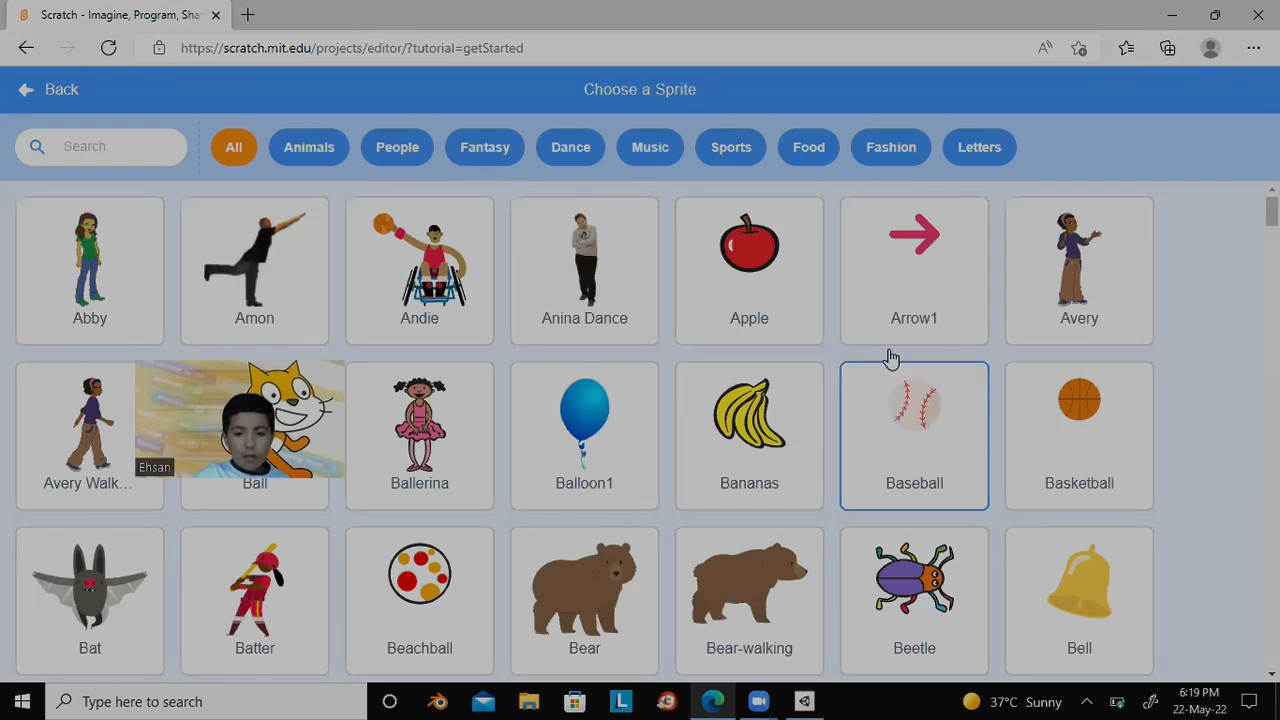 Scratch - Imagine, Program, Sha
https://scratch.mit.edu/projects/editor/?tutorial=getStarted
Back
Choose a Sprite
Search
All
Animals
People
Fantasy
Dance
Music
Sports
Food
Fashion
Letters
Abby
Amon
Andie
Anina Dance
Apple
Arrow1
Avery
Ehsan
Avery Walk...
Ball
Ballerina
Balloon1
Bananas
Baseball
Basketball
Bat
Batter
Beachball
Bear
Bear-walking
Beetle
Bell
Type here to search
37°C Sunny
6:19 PM
22-May-22